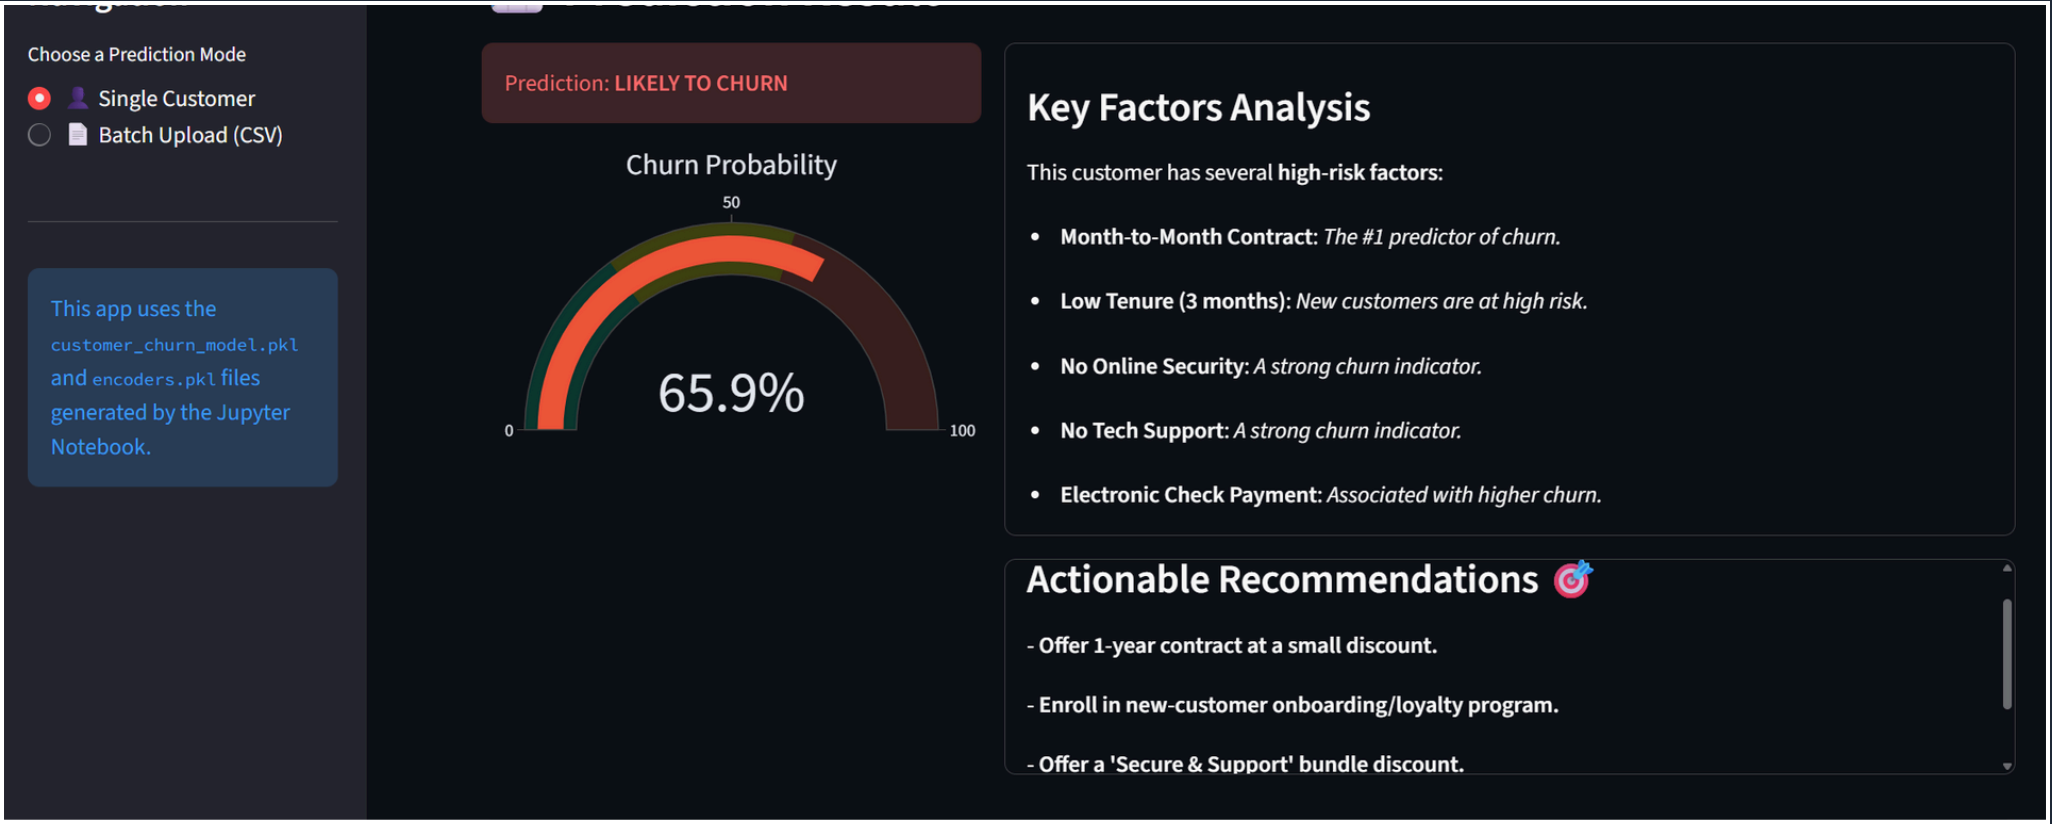 Choose a Prediction Mode
Single Customer
Batch Upload (CSV)
This app uses the
customer_churn_model.pkl
and encoders.pkl files
generated by the Jupyter
Notebook.
Prediction: LIKELY TO CHURN
Churn Probability
50
65.9%
0
100
Key Factors Analysis
This customer has several high-risk factors:
• Month-to-Month Contract: The #1 predictor of churn.
• Low Tenure (3 months): New customers are at high risk.
• No Online Security: A strong churn indicator.
• No Tech Support: A strong churn indicator.
• Electronic Check Payment: Associated with higher churn.
Actionable Recommendations
- Offer 1-year contract at a small discount.
- Enroll in new-customer onboarding/loyalty program.
- Offer a 'Secure & Support' bundle discount.